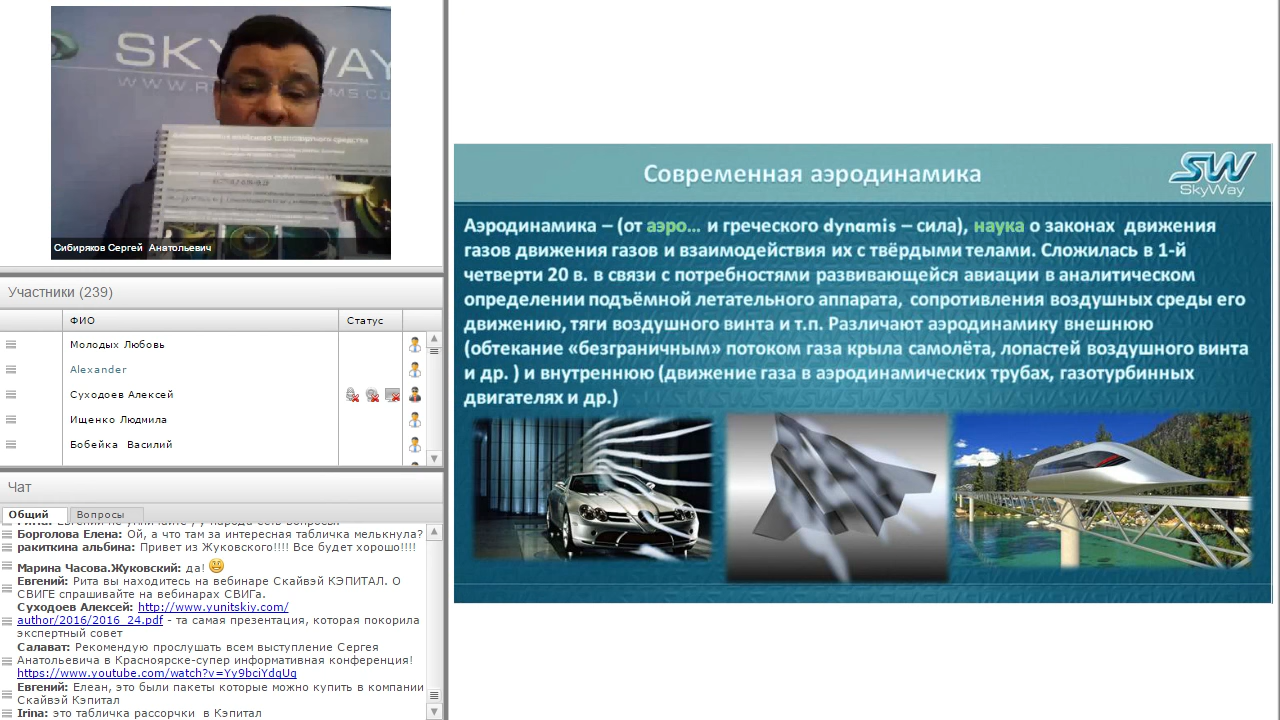 SKYWAY
Сибиряков Сергей Анатольевич
Участники (239)
ФИО
Статус
Молодых Любовь
Alexander
Суходоев Алексей
Ищенко Людмила
Бобейка Василий
Чат
Общий
Вопросы
Борголова Елена: Ой, а что там за интересная табличка мелькнула?
ракиткина альбина: Привет из Жуковского!!!! Все будет хорошо!!!!
Марина Часова.Жуковский: да!
Евгений: Рита вы находитесь на вебинаре Скайвэй КЭПИТАЛ. О
СВИГЕ спрашивайте на вебинарах СВИГа.
Суходоев Алексей: http://www.yunitskiy.com/
author/2016/2016_24.pdf - та самая презентация, которая покорила
экспертный совет
Салават: Рекомендую прослушать всем выступление Сергея
Анатольевича в Красноярске-супер информативная конференция!
https://www.youtube.com/watch?v=Yy9bciYdqUg
Евгений: Елеан, это были пакеты которые можно купить в компании
Скайвэй Кэпитал
Irina: это табличка рассорчки в Кэпитал
Современная аэродинамика
SW
SkyWay
Аэродинамика – (от аэро... и греческого dynamis – сила), наука о законах движения
газов движения газов и взаимодействия их с твёрдыми телами. Сложилась в 1-й
четверти 20 в. в связи с потребностями развивающейся авиации в аналитическом
определении подъёмной летательного аппарата, сопротивления воздушных среды его
движению, тяги воздушного винта и т.п. Различают аэродинамику внешнюю
(обтекание «безграничным» потоком газа крыла самолёта, лопастей воздушного винта
и др. ) и внутреннюю (движение газа в аэродинамических трубах, газотурбинных
двигателях и др.)